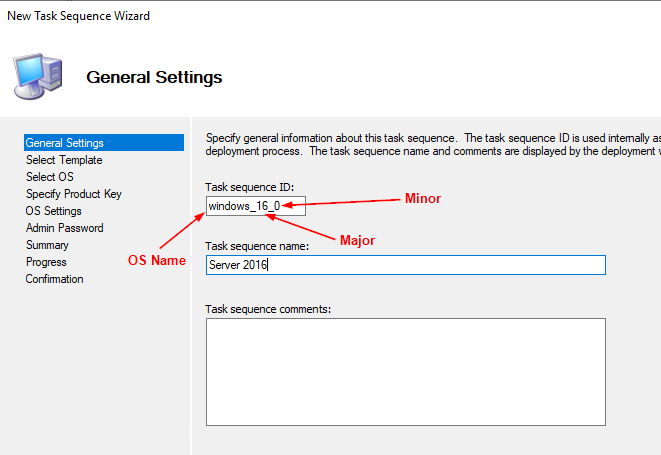 New Task Sequence Wizard
General Settings
General Settings
Select Template
Select OS
Specify Product Key
OS Settings
Admin Password
Summary
Progress
Confirmation
Specify general information about this task sequence.  The task sequence ID is used internally as
deployment process.  The task sequence name and comments are displayed by the deployment
Task sequence ID:
windows_16_0
Minor
Major
OS Name
Task sequence name:
Server 2016
Task sequence comments: